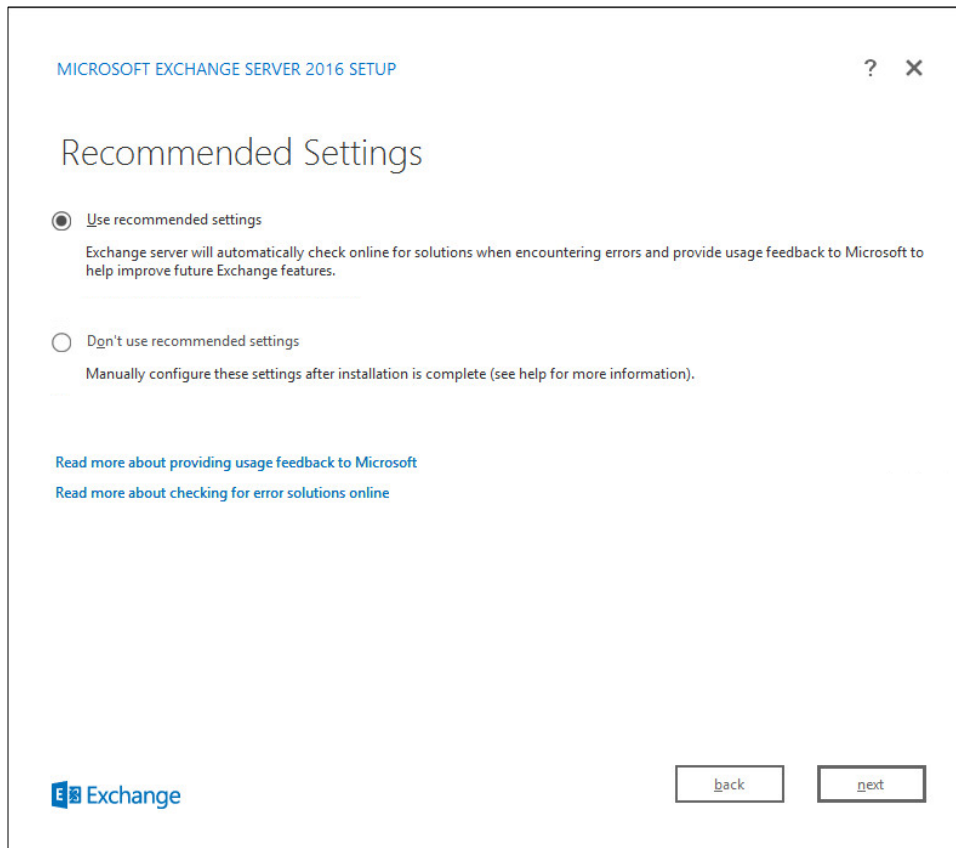 MICROSOFT EXCHANGE SERVER 2016 SETUP
? ✕
Recommended Settings
Use recommended settings
Exchange server will automatically check online for solutions when encountering errors and provide usage feedback to Microsoft to
help improve future Exchange features.
Don't use recommended settings
Manually configure these settings after installation is complete (see help for more information).
Read more about providing usage feedback to Microsoft
Read more about checking for error solutions online
E Exchange
back
next